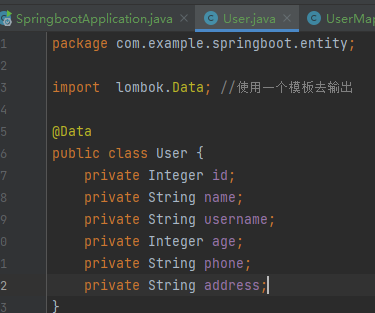 SpringbootApplication.java
User.java
UserMa
1 package com.example.springboot.entity;
2
3 import  lombok.Data; //使用一个模板去输出
4
5 @Data
6 public class User {
7     private Integer id;
8     private String name;
9     private String username;
0     private Integer age;
1     private String phone;
2     private String address;
3 }